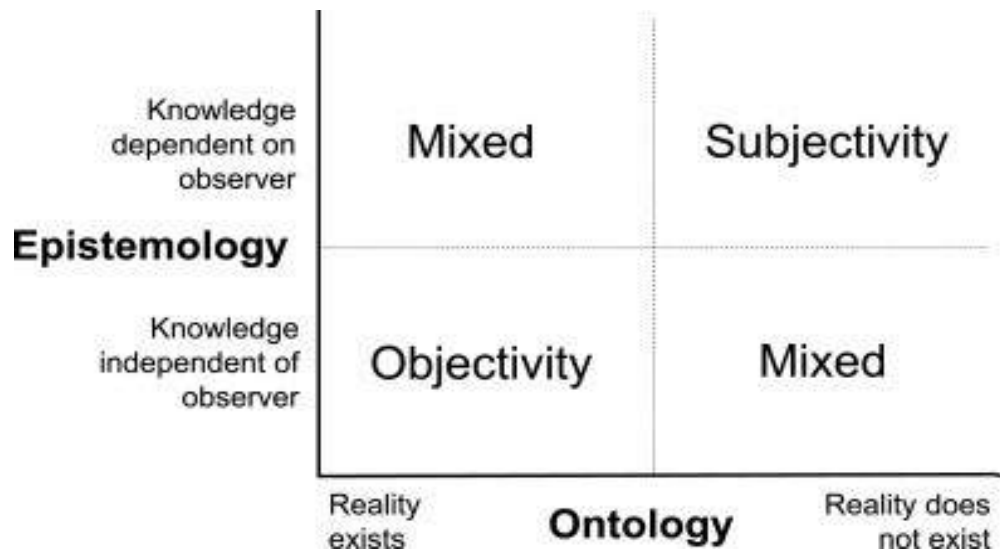 Knowledge
dependent on
observer
Mixed
Subjectivity
Epistemology
Knowledge
independent of
observer
Objectivity
Mixed
Reality
exists
Ontology
Reality does
not exist